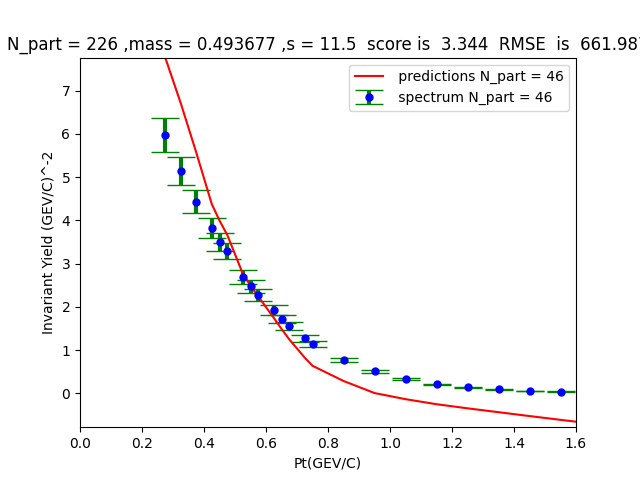 N_part = 226 ,mass = 0.493677 ,s = 11.5  score is  3.344  RMSE  is  661.987
predictions N_part = 46
spectrum N_part = 46
Invariant Yield (GEV/C)^-2
7
6
5
4
3
2
1
0
0.0 0.2 0.4 0.6 0.8 1.0 1.2 1.4 1.6
Pt(GEV/C)